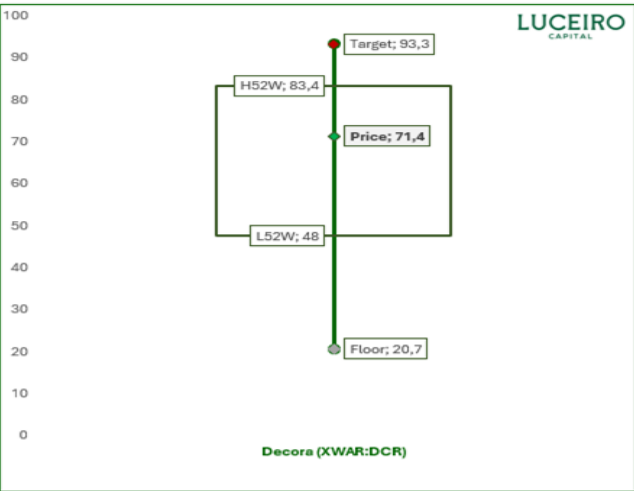 100
LUCEIRO
CAPITAL
Target; 93,3
90
H52W; 83,4
80
Price; 71,4
70
60
50
L52W; 48
40
30
Floor; 20,7
20
10
0
Decora (XWAR:DCR)